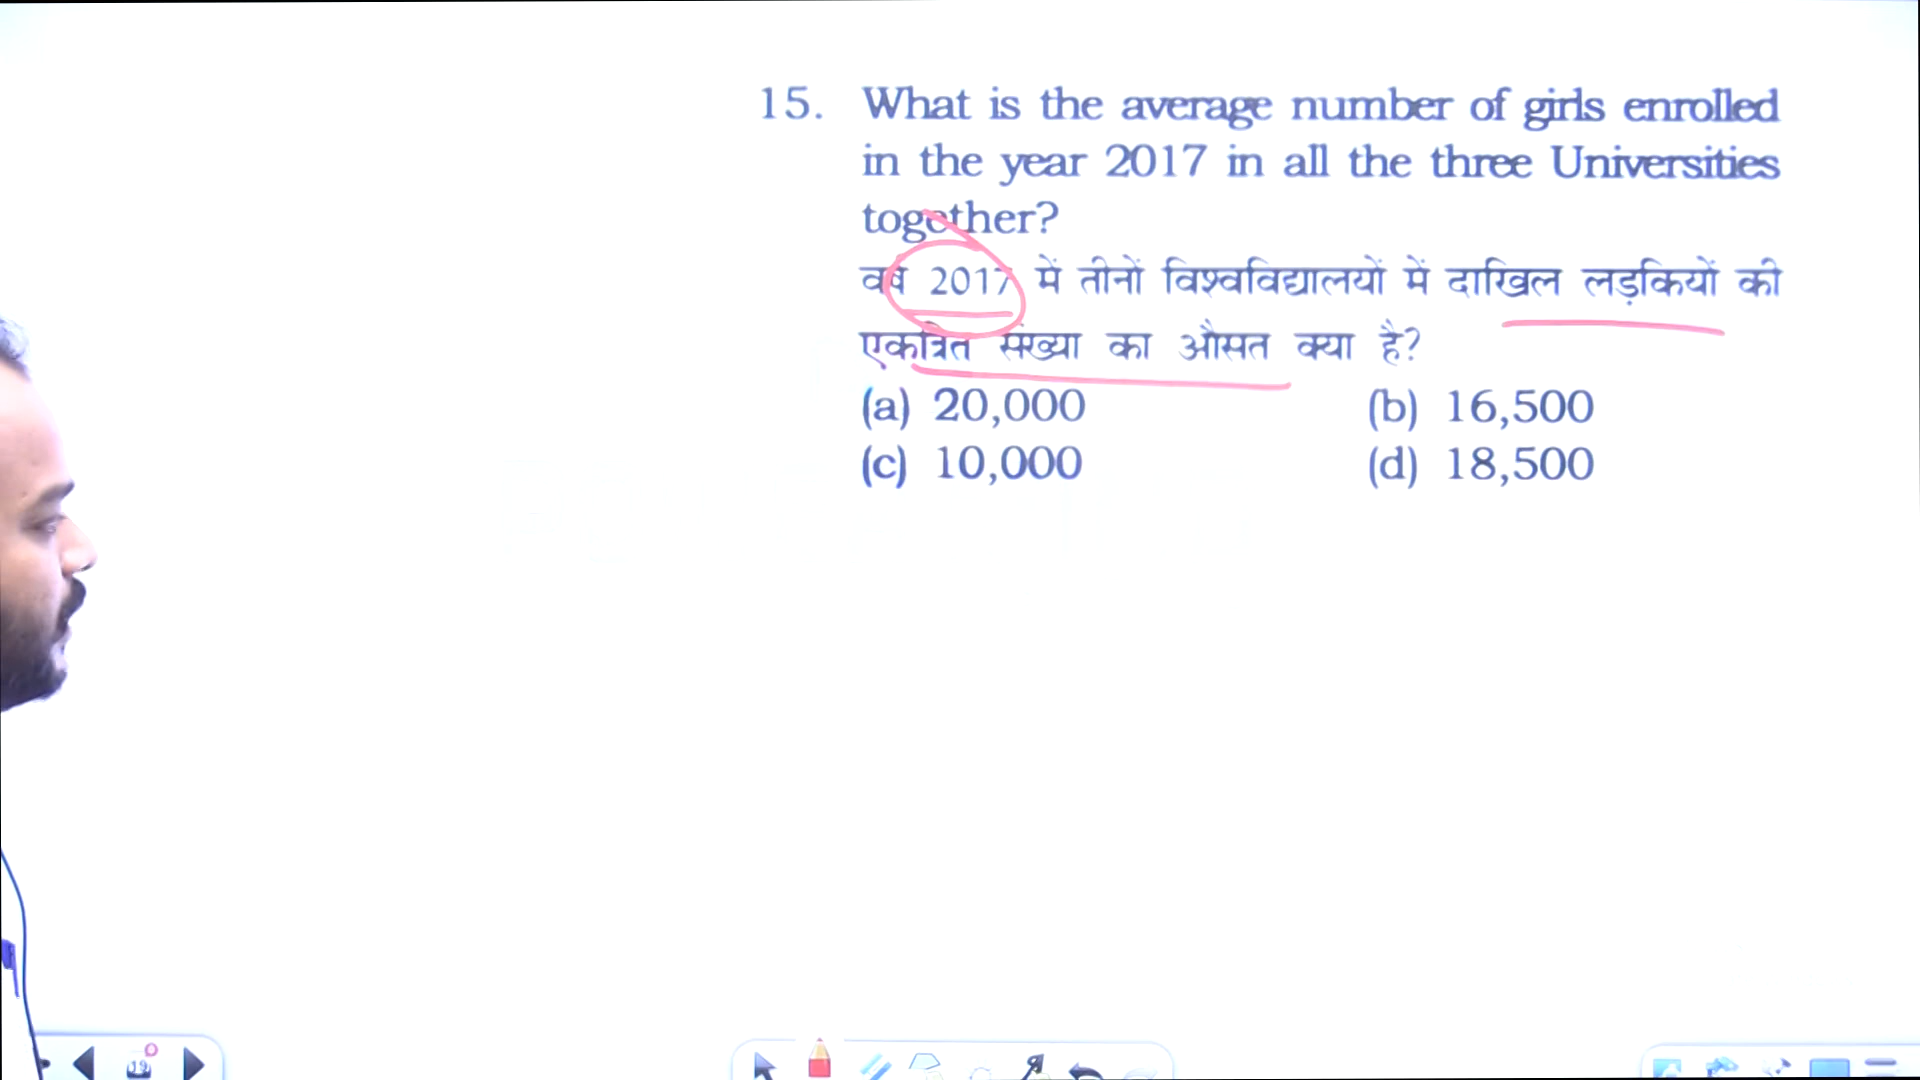 15. What is the average number of girls enrolled
in the year 2017 in all the three Universities
together?
वर्ष 2017 में तीनों विश्वविद्यालयों में दाखिल लड़कियों की
एकत्रित संख्या का औसत क्या है?
(a) 20,000 (b) 16,500
(c) 10,000 (d) 18,500
19